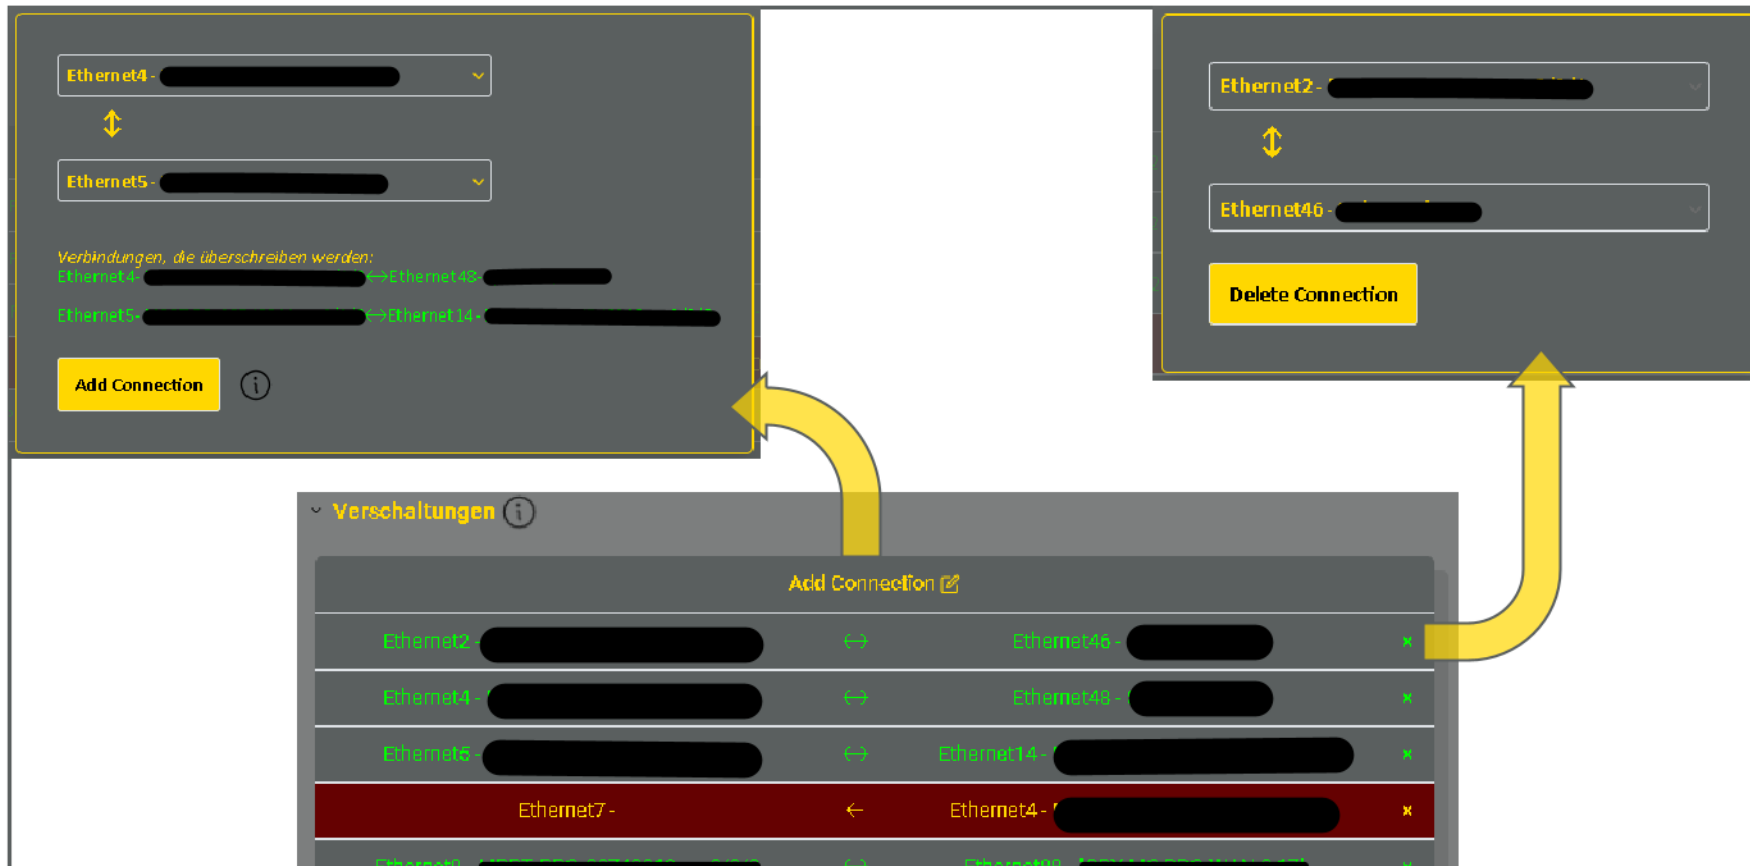 Ethernet4 -
Ethernet5 -
Verbindungen, die überschreiben werden:
Ethernet4- ↔Ethernet48-
Ethernet5- ↔Ethernet14-
Add Connection i
Ethernet2 -
Ethernet46 -
Delete Connection
Verschaltungen i
Add Connection
Ethernet2 - ↔ Ethernet46 - ×
Ethernet4 - ↔ Ethernet48 - ×
Ethernet5 - ↔ Ethernet14 - ×
Ethernet7 - ← Ethernet4 - ×